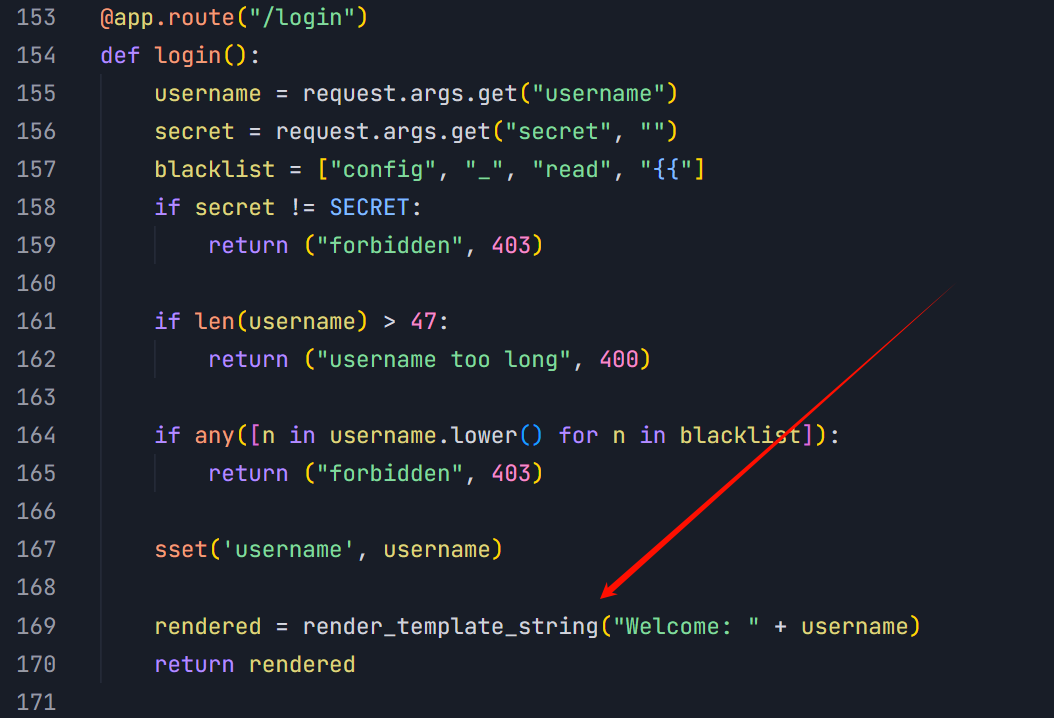 153 @app.route("/login")
154 def login():
155     username = request.args.get("username")
156     secret = request.args.get("secret", "")
157     blacklist = ["config", "_", "read", "{{"]
158     if secret != SECRET:
159         return ("forbidden", 403)
160
161     if len(username) > 47:
162         return ("username too long", 400)
163
164     if any([n in username.lower() for n in blacklist]):
165         return ("forbidden", 403)
166
167     sset('username', username)
168
169     rendered = render_template_string("Welcome: " + username)
170     return rendered
171